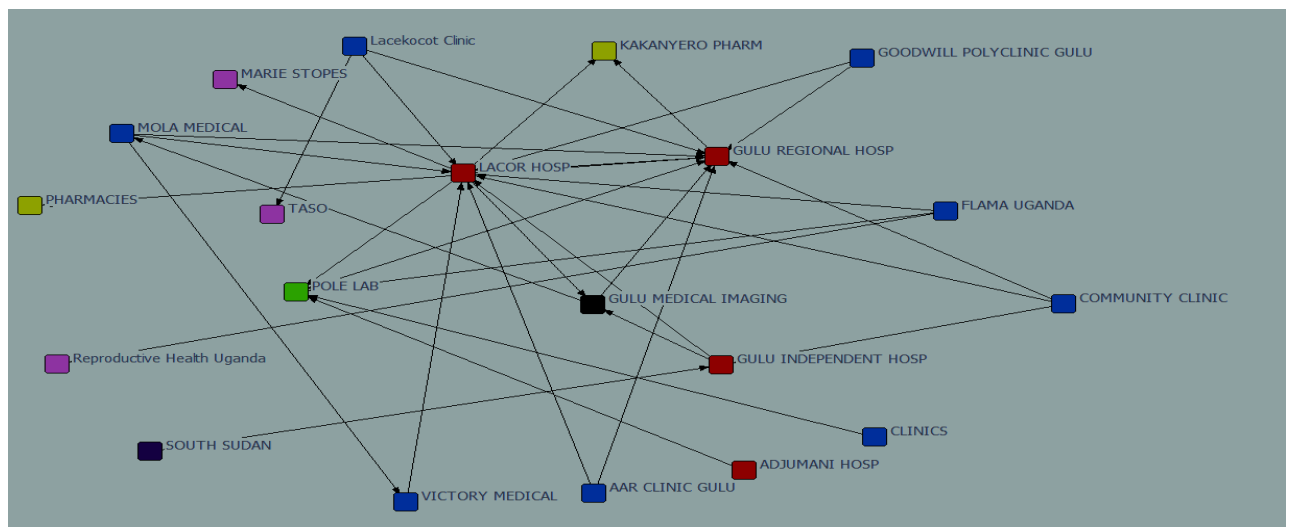 Lacekocot Clinic
KAKANYERO PHARM
GOODWILL POLYCLINIC GULU
MARIE STOPES
MOLA MEDICAL
GULU REGIONAL HOSP
LACOR HOSP
PHARMACIES
TASO
FLAMA UGANDA
POLE LAB
GULU MEDICAL IMAGING
COMMUNITY CLINIC
Reproductive Health Uganda
GULU INDEPENDENT HOSP
SOUTH SUDAN
CLINICS
ADJUMANI HOSP
VICTORY MEDICAL
AAR CLINIC GULU